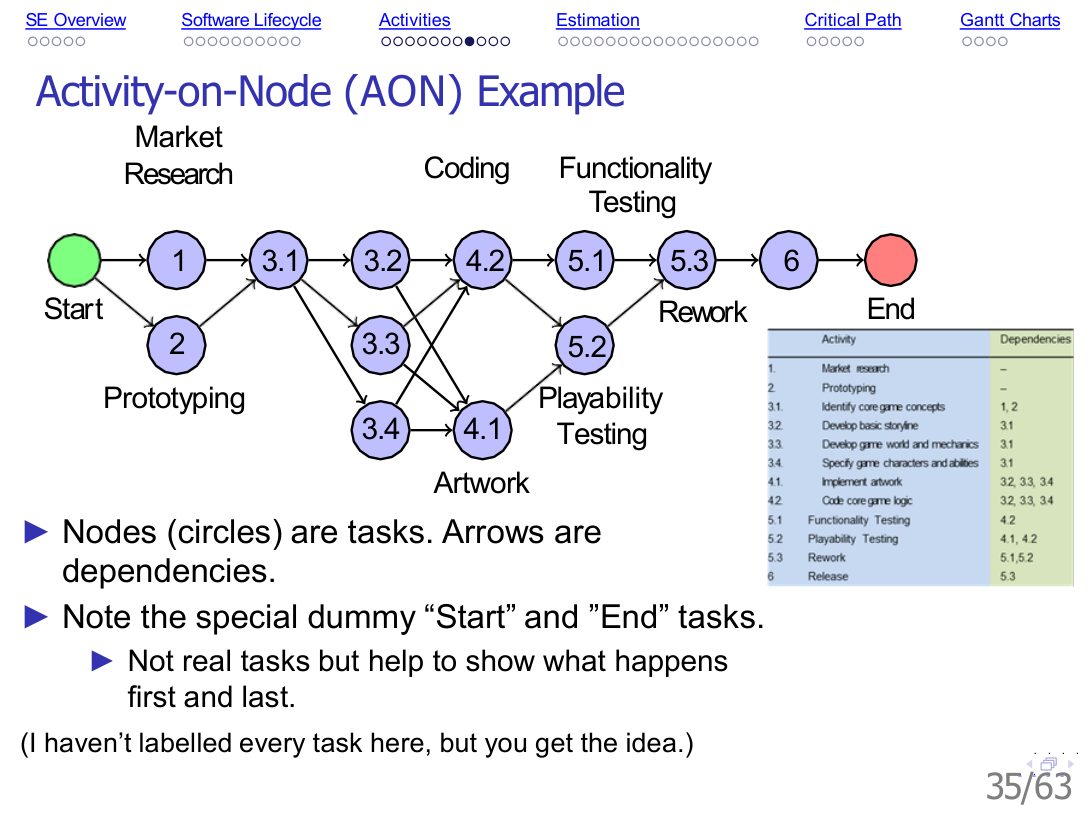 SE Overview Software Lifecycle Activities Estimation Critical Path Gantt Charts
Activity-on-Node (AON) Example
Market
Research
Coding
Functionality
Testing
1 3.1 3.2 4.2 5.1 5.3 6
Start
Rework
End
2 3.3 5.2
Prototyping
Playability
Testing
3.4 4.1
Artwork
Activity Dependencies
1. Market research –
2. Prototyping –
3.1. Identify core game concepts 1, 2
3.2. Develop basic storyline 3.1
3.3. Develop game world and mechanics 3.1
3.4. Specify game characters and abilities 3.1
4.1. Implement artwork 3.2, 3.3, 3.4
4.2. Code core game logic 3.2, 3.3, 3.4
5.1 Functionality Testing 4.2
5.2 Playability Testing 4.1, 4.2
5.3 Rework 5.1,5.2
6 Release 5.3
► Nodes (circles) are tasks. Arrows are
dependencies.
► Note the special dummy “Start” and ”End” tasks.
► Not real tasks but help to show what happens
first and last.
(I haven’t labelled every task here, but you get the idea.)
35/63